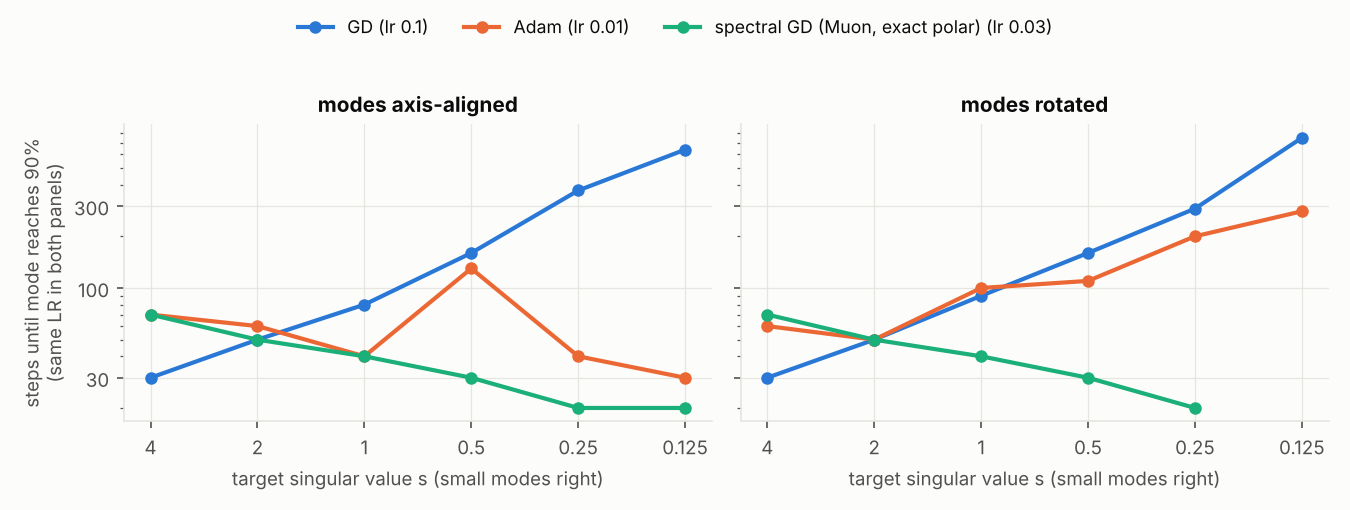 GD (lr 0.1)
Adam (lr 0.01)
spectral GD (Muon, exact polar) (lr 0.03)
modes axis-aligned
modes rotated
steps until mode reaches 90%
(same LR in both panels)
300
100
30
4
2
1
0.5
0.25
0.125
4
2
1
0.5
0.25
0.125
target singular value s (small modes right)
target singular value s (small modes right)